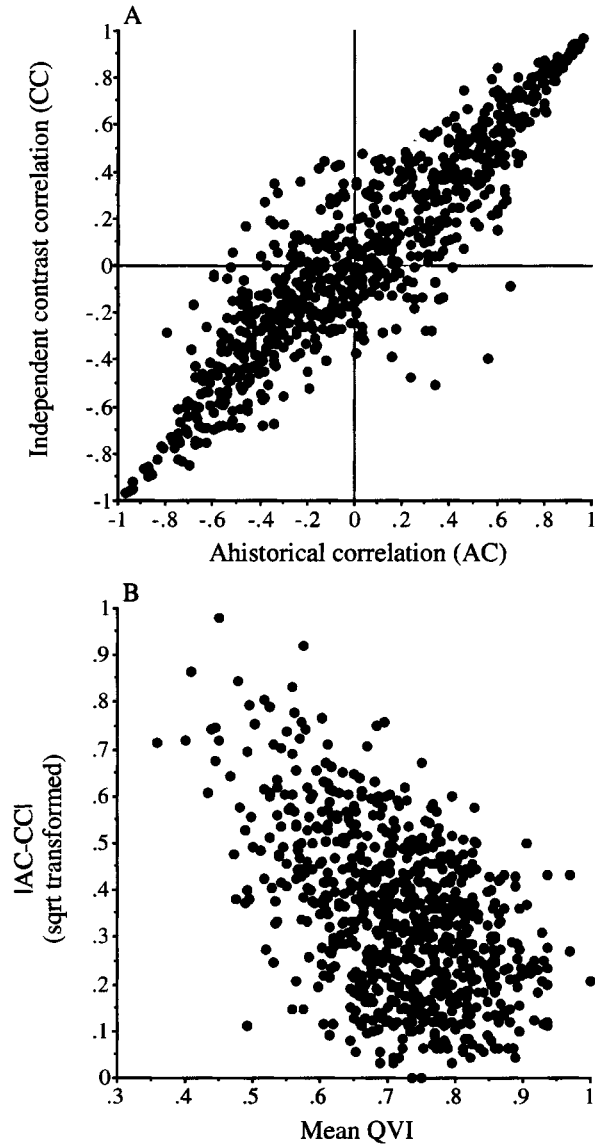 A
Independent contrast correlation (CC)
1
.8
.6
.4
.2
0
-.2
-.4
-.6
-.8
-1
-1 -.8 -.6 -.4 -.2 0 .2 .4 .6 .8 1
Ahistorical correlation (AC)
B
|AC-CC|
(sqrt transformed)
1
.9
.8
.7
.6
.5
.4
.3
.2
.1
0
.3 .4 .5 .6 .7 .8 .9 1
Mean QVI